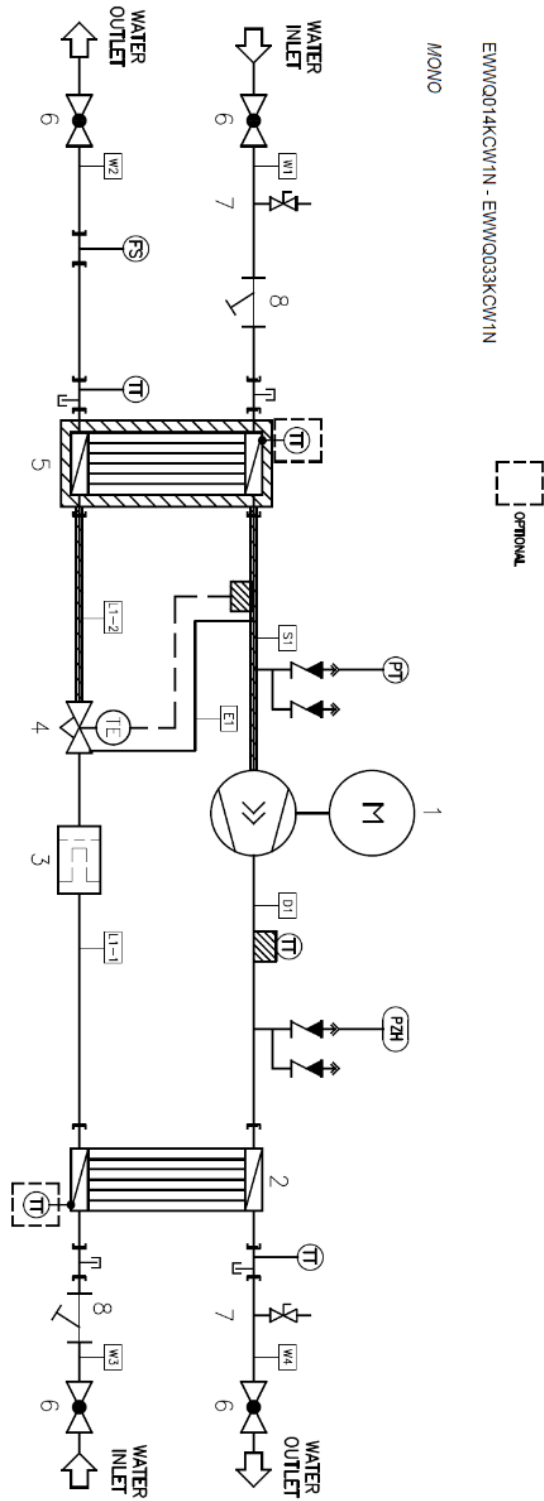 EWWQ014KCW1N - EWWQ033KCW1N
MONO
OPTIONAL
1
M
PT
PZH
WATER
INLET
6
W1
7
8
TT
S1
D1
TT
2
TT
7
W4
6
WATER
OUTLET
E1
WATER
OUTLET
6
W2
FS
TT
5
L1-2
TE
4
3
L1-1
TT
8
W3
6
WATER
INLET